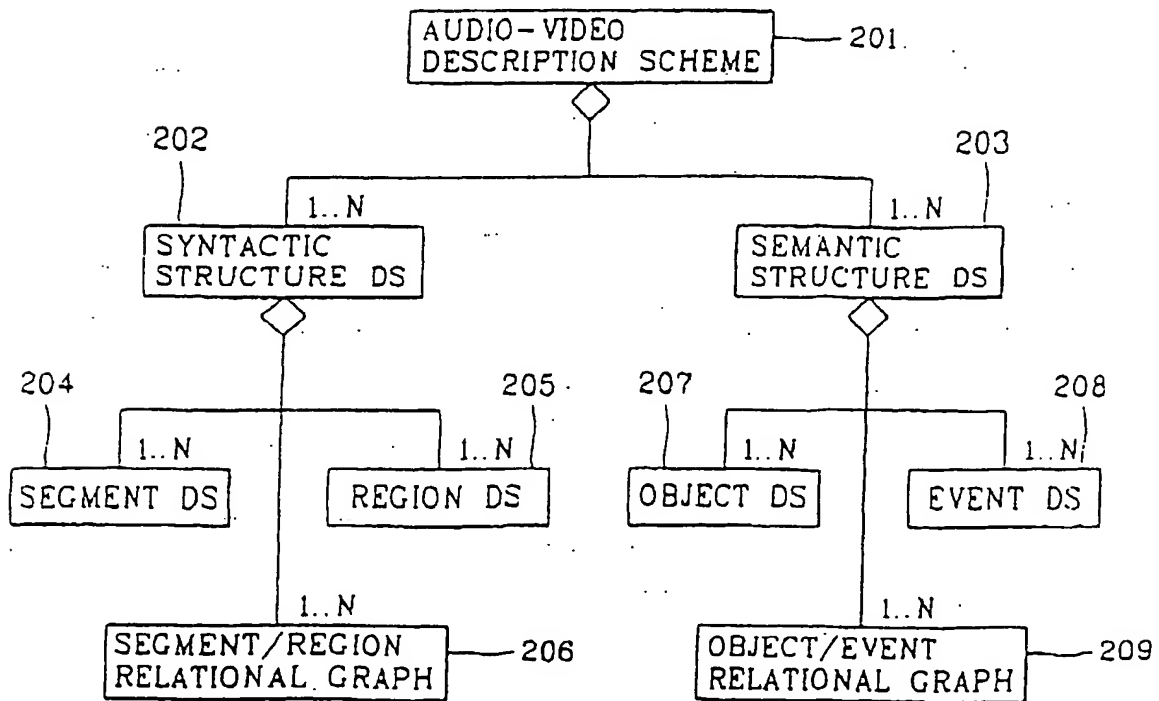 AUDIO-VIDEO
DESCRIPTION SCHEME
201
202
203
1..N
1..N
SYNTACTIC
STRUCTURE DS
SEMANTIC
STRUCTURE DS
204
205
207
208
1..N
1..N
1..N
1..N
SEGMENT DS
REGION DS
OBJECT DS
EVENT DS
1..N
1..N
SEGMENT/REGION
RELATIONAL GRAPH
206
OBJECT/EVENT
RELATIONAL GRAPH
209